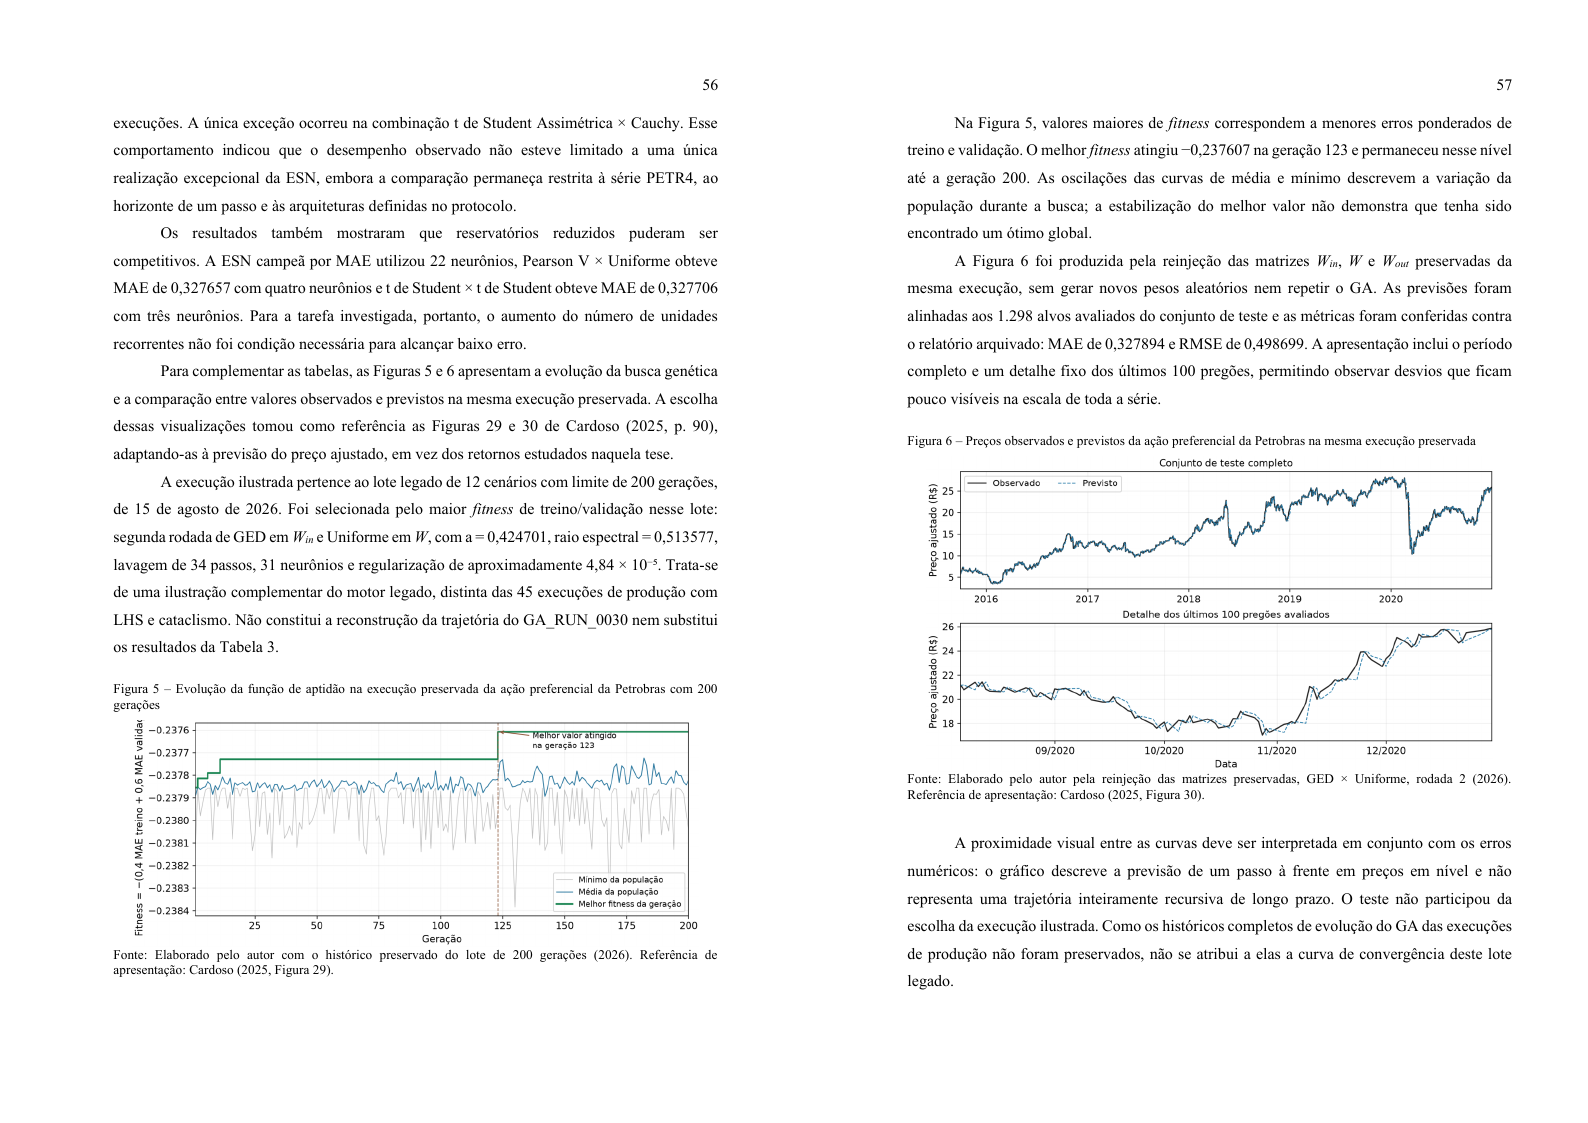 56
execuções. A única exceção ocorreu na combinação t de Student Assimétrica × Cauchy. Esse
comportamento indicou que o desempenho observado não esteve limitado a uma única
realização excepcional da ESN, embora a comparação permaneça restrita à série PETR4, ao
horizonte de um passo e às arquiteturas definidas no protocolo.
Os resultados também mostraram que reservatórios reduzidos puderam ser
competitivos. A ESN campeã por MAE utilizou 22 neurônios, Pearson V × Uniforme obteve
MAE de 0,327657 com quatro neurônios e t de Student × t de Student obteve MAE de 0,327706
com três neurônios. Para a tarefa investigada, portanto, o aumento do número de unidades
recorrentes não foi condição necessária para alcançar baixo erro.
Para complementar as tabelas, as Figuras 5 e 6 apresentam a evolução da busca genética
e a comparação entre valores observados e previstos na mesma execução preservada. A escolha
dessas visualizações tomou como referência as Figuras 29 e 30 de Cardoso (2025, p. 90),
adaptando-as à previsão do preço ajustado, em vez dos retornos estudados naquela tese.
A execução ilustrada pertence ao lote legado de 12 cenários com limite de 200 gerações,
de 15 de agosto de 2026. Foi selecionada pelo maior fitness de treino/validação nesse lote:
segunda rodada de GED em Win e Uniforme em W, com a = 0,424701, raio espectral = 0,513577,
lavagem de 34 passos, 31 neurônios e regularização de aproximadamente 4,84 × 10⁻⁵. Trata-se
de uma ilustração complementar do motor legado, distinta das 45 execuções de produção com
LHS e cataclismo. Não constitui a reconstrução da trajetória do GA_RUN_0030 nem substitui
os resultados da Tabela 3.
Figura 5 – Evolução da função de aptidão na execução preservada da ação preferencial da Petrobras com 200
gerações
Fitness = −(0,4 MAE treino + 0,6 MAE valida
−0.2376
−0.2377
−0.2378
−0.2379
−0.2380
−0.2381
−0.2382
−0.2383
−0.2384
Melhor valor atingido
na geração 123
Mínimo da população
Média da população
Melhor fitness da geração
25 50 75 100 125 150 175 200
Geração
Fonte: Elaborado pelo autor com o histórico preservado do lote de 200 gerações (2026). Referência de
apresentação: Cardoso (2025, Figura 29).
57
Na Figura 5, valores maiores de fitness correspondem a menores erros ponderados de
treino e validação. O melhor fitness atingiu −0,237607 na geração 123 e permaneceu nesse nível
até a geração 200. As oscilações das curvas de média e mínimo descrevem a variação da
população durante a busca; a estabilização do melhor valor não demonstra que tenha sido
encontrado um ótimo global.
A Figura 6 foi produzida pela reinjeção das matrizes Win, W e Wout preservadas da
mesma execução, sem gerar novos pesos aleatórios nem repetir o GA. As previsões foram
alinhadas aos 1.298 alvos avaliados do conjunto de teste e as métricas foram conferidas contra
o relatório arquivado: MAE de 0,327894 e RMSE de 0,498699. A apresentação inclui o período
completo e um detalhe fixo dos últimos 100 pregões, permitindo observar desvios que ficam
pouco visíveis na escala de toda a série.
Figura 6 – Preços observados e previstos da ação preferencial da Petrobras na mesma execução preservada
Conjunto de teste completo
Observado Previsto
Preço ajustado (R$)
25
20
15
10
5
2016 2017 2018 2019 2020
Detalhe dos últimos 100 pregões avaliados
Preço ajustado (R$)
26
24
22
20
18
09/2020 10/2020 11/2020 12/2020
Data
Fonte: Elaborado pelo autor pela reinjeção das matrizes preservadas, GED × Uniforme, rodada 2 (2026).
Referência de apresentação: Cardoso (2025, Figura 30).
A proximidade visual entre as curvas deve ser interpretada em conjunto com os erros
numéricos: o gráfico descreve a previsão de um passo à frente em preços em nível e não
representa uma trajetória inteiramente recursiva de longo prazo. O teste não participou da
escolha da execução ilustrada. Como os históricos completos de evolução do GA das execuções
de produção não foram preservados, não se atribui a elas a curva de convergência deste lote
legado.